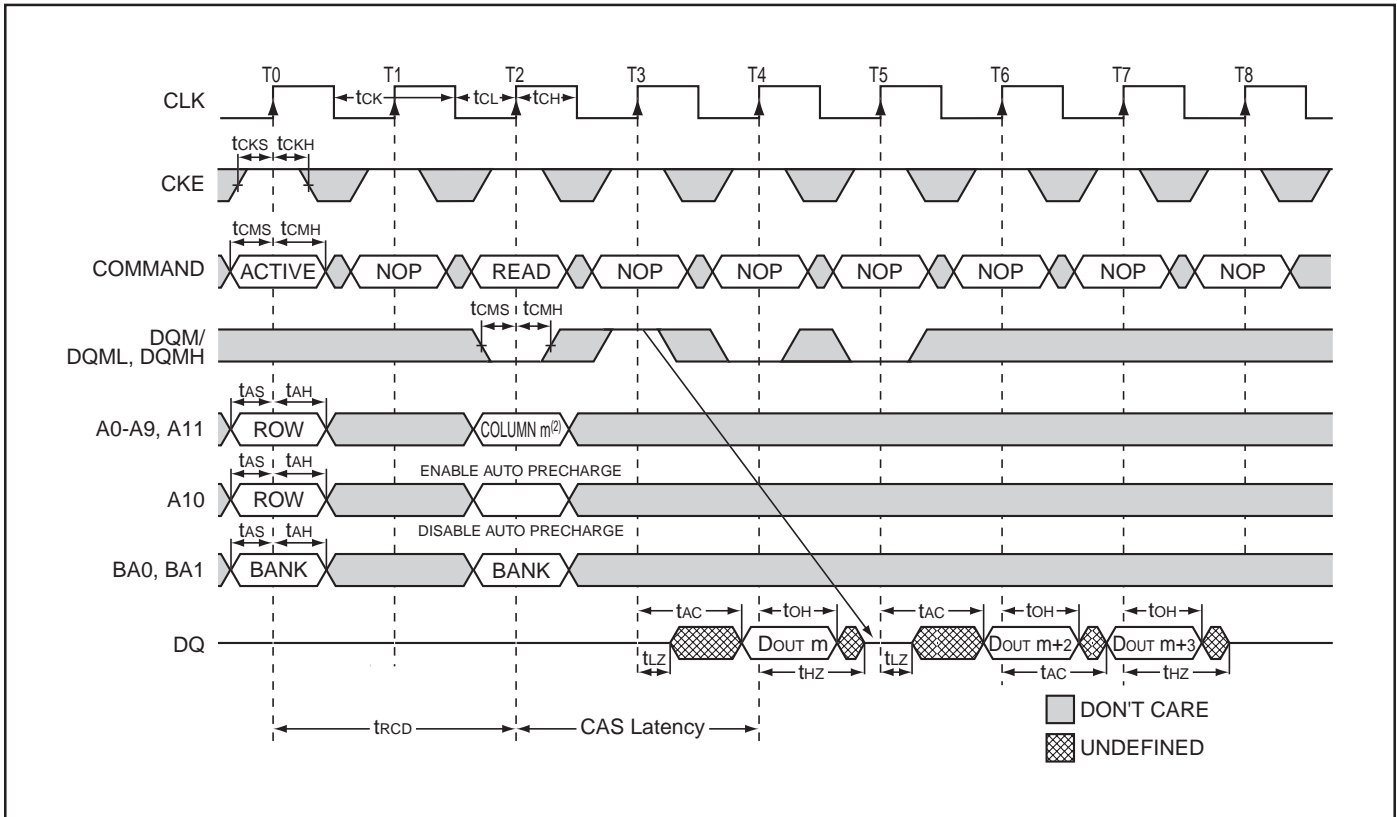 T0 T1 T2 T3 T4 T5 T6 T7 T8
CLK tCK tCL tCH
tCKS tCKH
CKE
tCMS tCMH
COMMAND ACTIVE NOP READ NOP NOP NOP NOP NOP NOP
tCMS tCMH
DQM/
DQML, DQMH
tAS tAH
A0-A9, A11 ROW COLUMN m(2)
tAS tAH ENABLE AUTO PRECHARGE
A10 ROW
tAS tAH DISABLE AUTO PRECHARGE
BA0, BA1 BANK BANK
tAC tOH tAC tOH tOH
DQ DOUT m DOUT m+2 DOUT m+3
tLZ tHZ tLZ tAC tHZ
tRCD CAS Latency
DON'T CARE
UNDEFINED